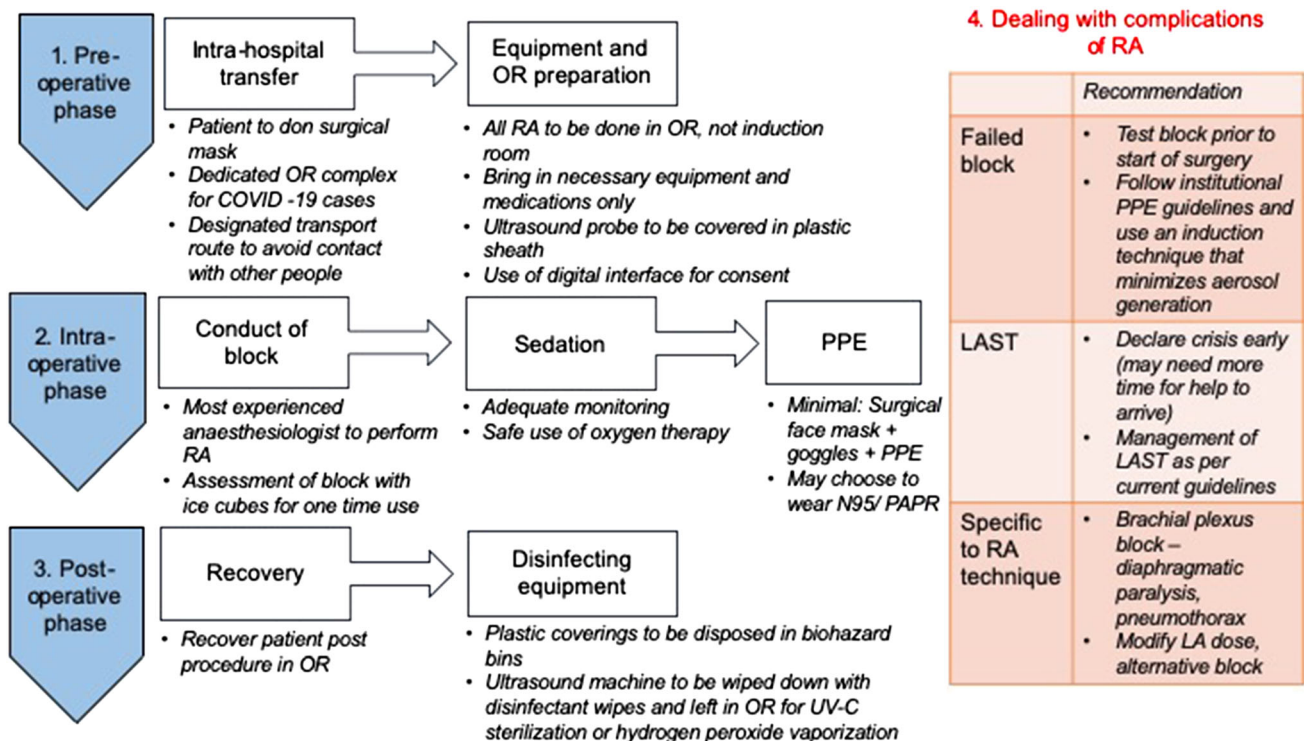 1. Pre-
operative
phase
Intra-hospital
transfer
• Patient to don surgical
mask
• Dedicated OR complex
for COVID -19 cases
• Designated transport
route to avoid contact
with other people
Equipment and
OR preparation
• All RA to be done in OR, not induction
room
• Bring in necessary equipment and
medications only
• Ultrasound probe to be covered in plastic
sheath
• Use of digital interface for consent
2. Intra-
operative
phase
Conduct of
block
• Most experienced
anaesthesiologist to perform
RA
• Assessment of block with
ice cubes for one time use
Sedation
• Adequate monitoring
• Safe use of oxygen therapy
PPE
• Minimal: Surgical
face mask +
goggles + PPE
• May choose to
wear N95/ PAPR
3. Post-
operative
phase
Recovery
• Recover patient post
procedure in OR
Disinfecting
equipment
• Plastic coverings to be disposed in biohazard
bins
• Ultrasound machine to be wiped down with
disinfectant wipes and left in OR for UV-C
sterilization or hydrogen peroxide vaporization
4. Dealing with complications
of RA
Recommendation
Failed
block
• Test block prior to
start of surgery
• Follow institutional
PPE guidelines and
use an induction
technique that
minimizes aerosol
generation
LAST
• Declare crisis early
(may need more
time for help to
arrive)
• Management of
LAST as per
current guidelines
Specific
to RA
technique
• Brachial plexus
block –
diaphragmatic
paralysis,
pneumothorax
• Modify LA dose,
alternative block